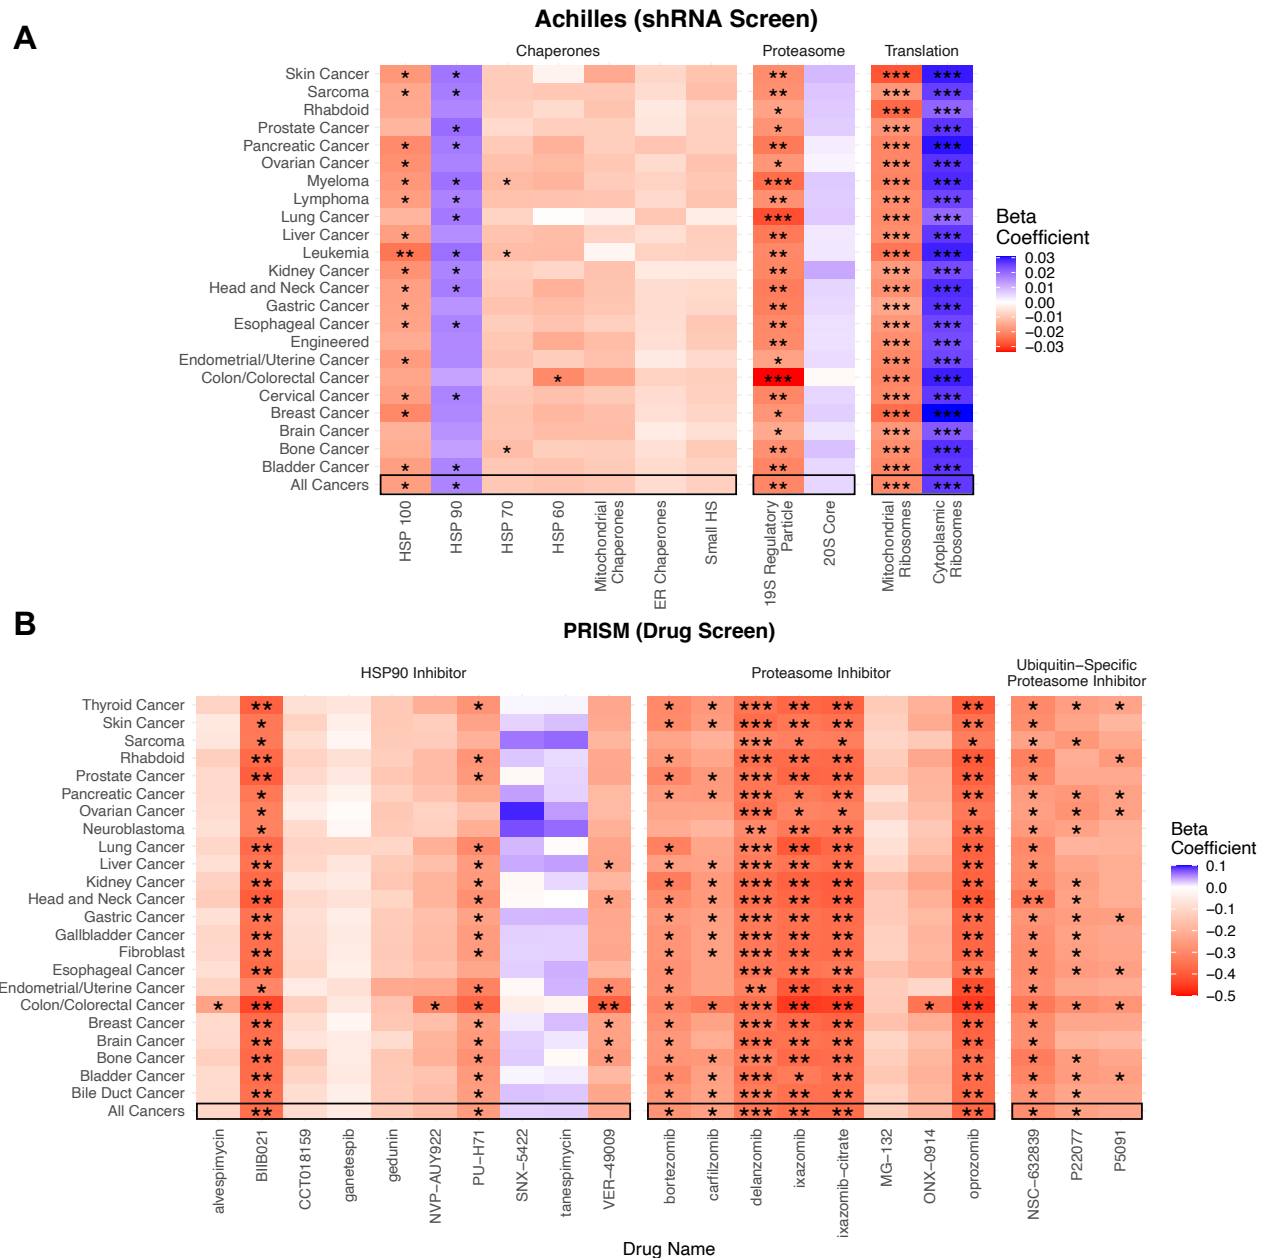 Achilles (shRNA Screen)
A
Chaperones
Proteasome
Translation
Skin Cancer * * ** *** ***
Sarcoma * * ** *** ***
Rhabdoid * *** ***
Prostate Cancer * * *** ***
Pancreatic Cancer * * ** *** ***
Ovarian Cancer * * *** ***
Myeloma * * * *** *** ***
Lymphoma * * ** *** ***
Lung Cancer * *** *** ***
Liver Cancer * ** *** ***
Leukemia ** * * ** *** ***
Kidney Cancer * * ** *** ***
Head and Neck Cancer * * ** *** ***
Gastric Cancer * ** *** ***
Esophageal Cancer * * ** *** ***
Engineered ** *** ***
Endometrial/Uterine Cancer * * *** ***
Colon/Colorectal Cancer * *** *** ***
Cervical Cancer * * ** *** ***
Breast Cancer * * *** ***
Brain Cancer * *** ***
Bone Cancer * ** *** ***
Bladder Cancer * * ** *** ***
All Cancers * * ** *** ***
HSP 100
HSP 90
HSP 70
HSP 60
Mitochondrial
Chaperones
ER Chaperones
Small HS
19S Regulatory
Particle
20S Core
Mitochondrial
Ribosomes
Cytoplasmic
Ribosomes
Beta
Coefficient
0.03
0.02
0.01
0.00
−0.01
−0.02
−0.03
B
PRISM (Drug Screen)
HSP90 Inhibitor
Proteasome Inhibitor
Ubiquitin−Specific
Proteasome Inhibitor
Thyroid Cancer ** * * * *** ** ** ** * * *
Skin Cancer * * * *** ** ** ** *
Sarcoma * *** * * * * *
Rhabdoid ** * * *** ** ** ** * *
Prostate Cancer ** * * * *** ** ** ** *
Pancreatic Cancer * * * *** * ** ** * * *
Ovarian Cancer * *** * * * * * *
Neuroblastoma * ** ** ** ** * *
Lung Cancer ** * * *** ** ** ** *
Liver Cancer ** * * * * *** ** ** ** *
Kidney Cancer ** * * * *** ** ** ** * *
Head and Neck Cancer ** * * * * *** ** ** ** ** *
Gastric Cancer ** * * * *** ** ** ** * * *
Gallbladder Cancer ** * * * *** ** ** ** * *
Fibroblast ** * * * *** ** ** ** * *
Esophageal Cancer ** * *** ** ** ** * * *
Endometrial/Uterine Cancer * * * * ** ** ** ** *
Colon/Colorectal Cancer * ** * * ** * * *** ** ** * ** * * *
Breast Cancer ** * * * *** ** ** ** *
Brain Cancer ** * * * *** ** ** ** *
Bone Cancer ** * * * * *** ** ** ** * *
Bladder Cancer ** * * * *** * ** ** * * *
Bile Duct Cancer ** * * * *** ** ** ** * *
All Cancers ** * * * *** ** ** ** * *
alvespimycin
BIIB021
CCT018159
ganetespib
gedunin
NVP−AUY922
PU−H71
SNX−5422
tanespimycin
VER−49009
bortezomib
carfilzomib
delanzomib
ixazomib
ixazomib−citrate
MG−132
ONX−0914
oprozomib
NSC−632839
P22077
P5091
Drug Name
Beta
Coefficient
0.1
0.0
−0.1
−0.2
−0.3
−0.4
−0.5